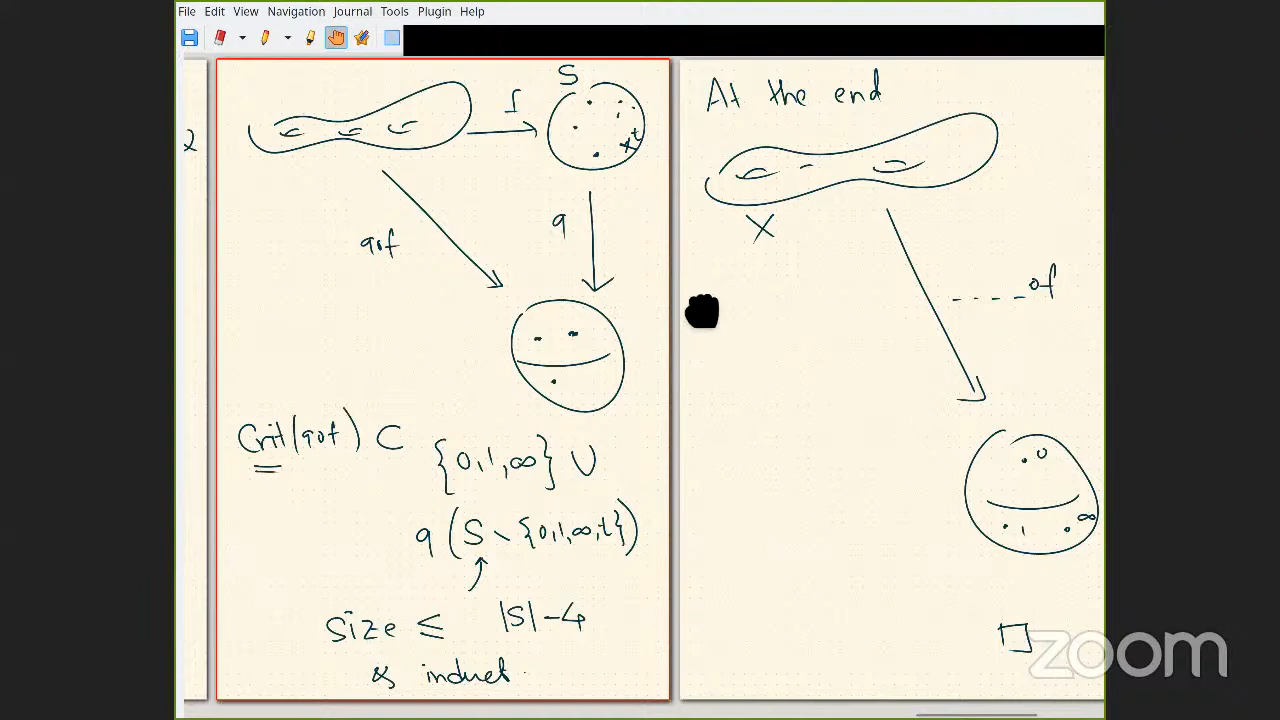 File Edit View Navigation Journal Tools Plugin Help
2
f
S
t
q
q∘f
Crit(q∘f) ⊂ {0,1,∞} ∪
q(S \ {0,1,∞,t})
Size ≤ |S| - 4
& induct.
At the end
X
-----∘f
0
1
∞
□
zoom